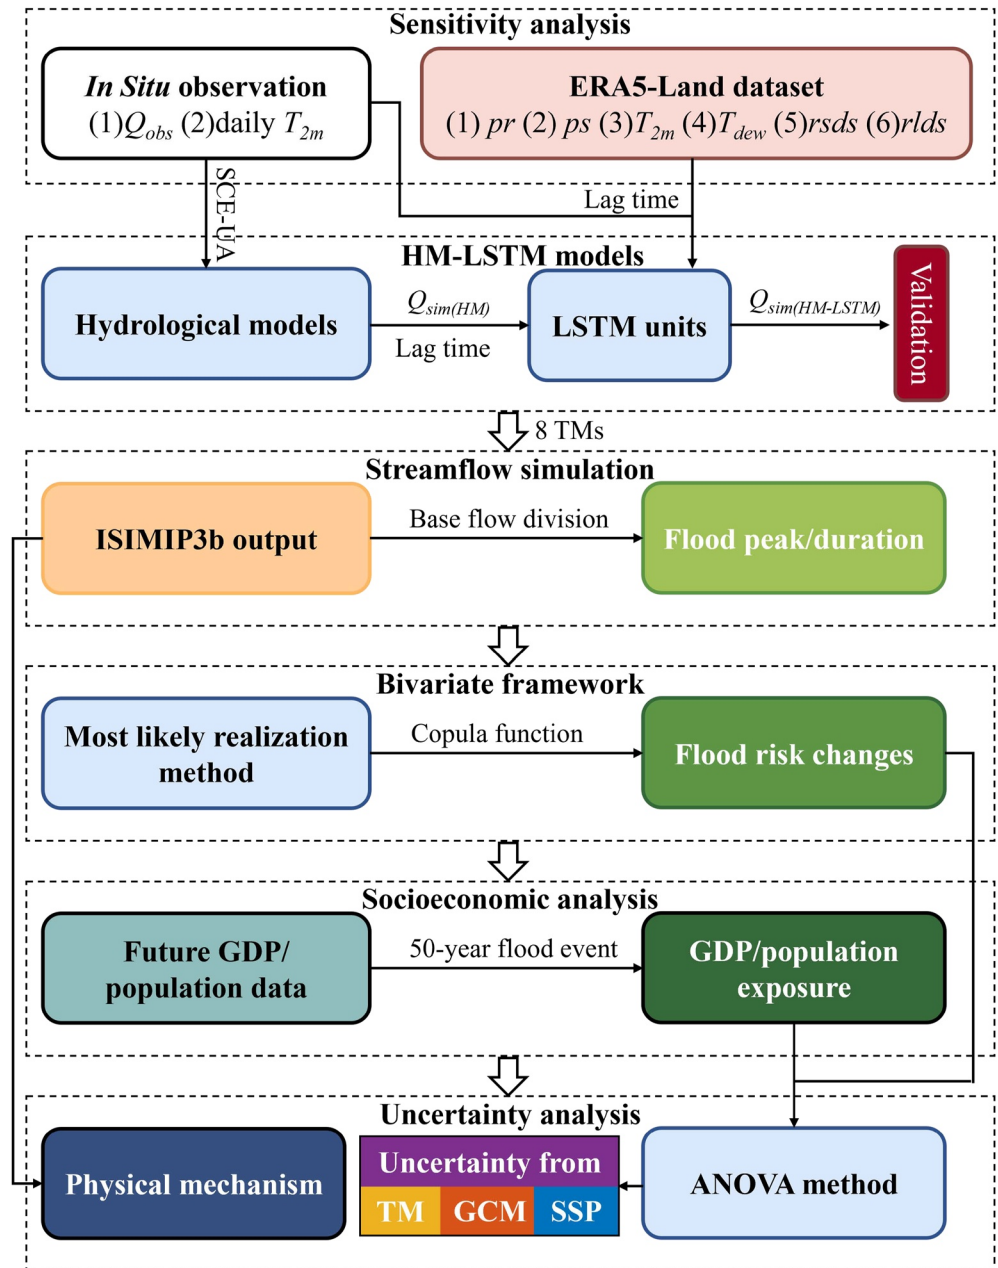 Sensitivity analysis
In Situ observation
(1)Qobs (2)daily T2m
ERA5-Land dataset
(1) pr (2) ps (3)T2m (4)Tdew (5)rsds (6)rlds
SCE-UA
Lag time
HM-LSTM models
Hydrological models
Qsim(HM)
Lag time
LSTM units
Qsim(HM-LSTM)
Validation
8 TMs
Streamflow simulation
ISIMIP3b output
Base flow division
Flood peak/duration
Bivariate framework
Most likely realization
method
Copula function
Flood risk changes
Socioeconomic analysis
Future GDP/
population data
50-year flood event
GDP/population
exposure
Uncertainty analysis
Physical mechanism
Uncertainty from
TM GCM SSP
ANOVA method